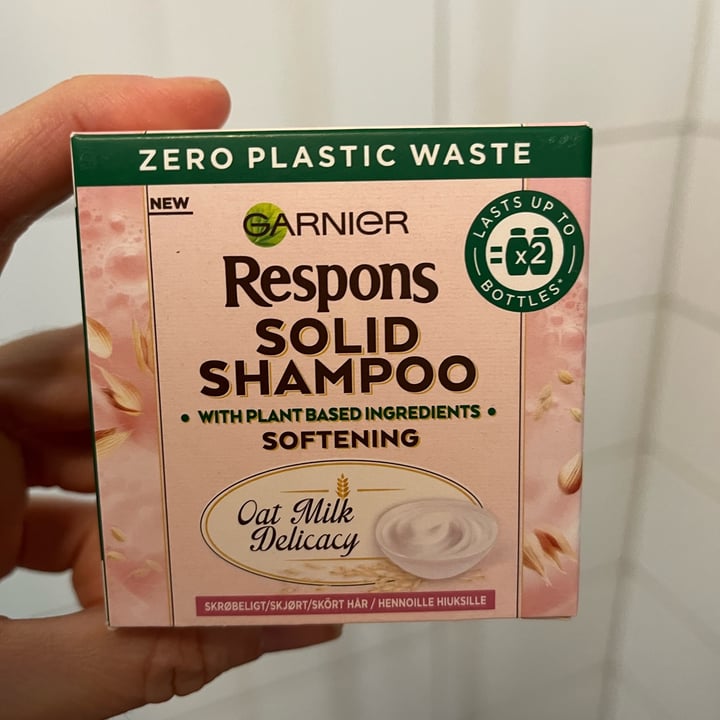 ZERO PLASTIC WASTE
NEW
GARNIER
LASTS UP TO
= x2
BOTTLES*
Respons
SOLID
SHAMPOO
• WITH PLANT BASED INGREDIENTS •
SOFTENING
Oat Milk
Delicacy
SKRØBELIGT/SKJØRT/SKÖRT HÅR / HENNOILLE HIUKSILLE